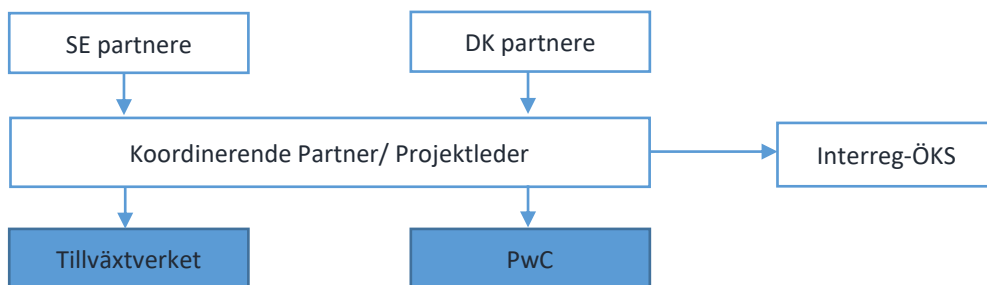 SE partnere
DK partnere
Koordinerende Partner/ Projektleder
Interreg-ÖKS
Tillväxtverket
PwC